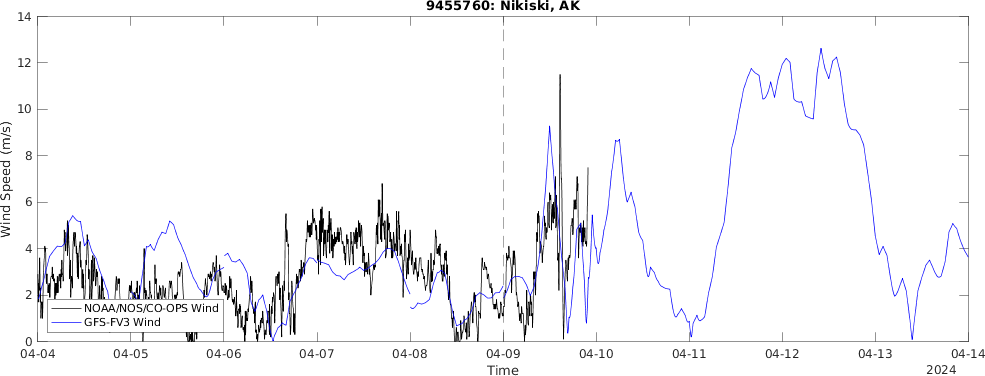 9455760: Nikiski, AK
14
12
10
8
6
4
2
0
Wind Speed (m/s)
NOAA/NOS/CO-OPS Wind
GFS-FV3 Wind
04-04 04-05 04-06 04-07 04-08 04-09 04-10 04-11 04-12 04-13 04-14
Time
2024